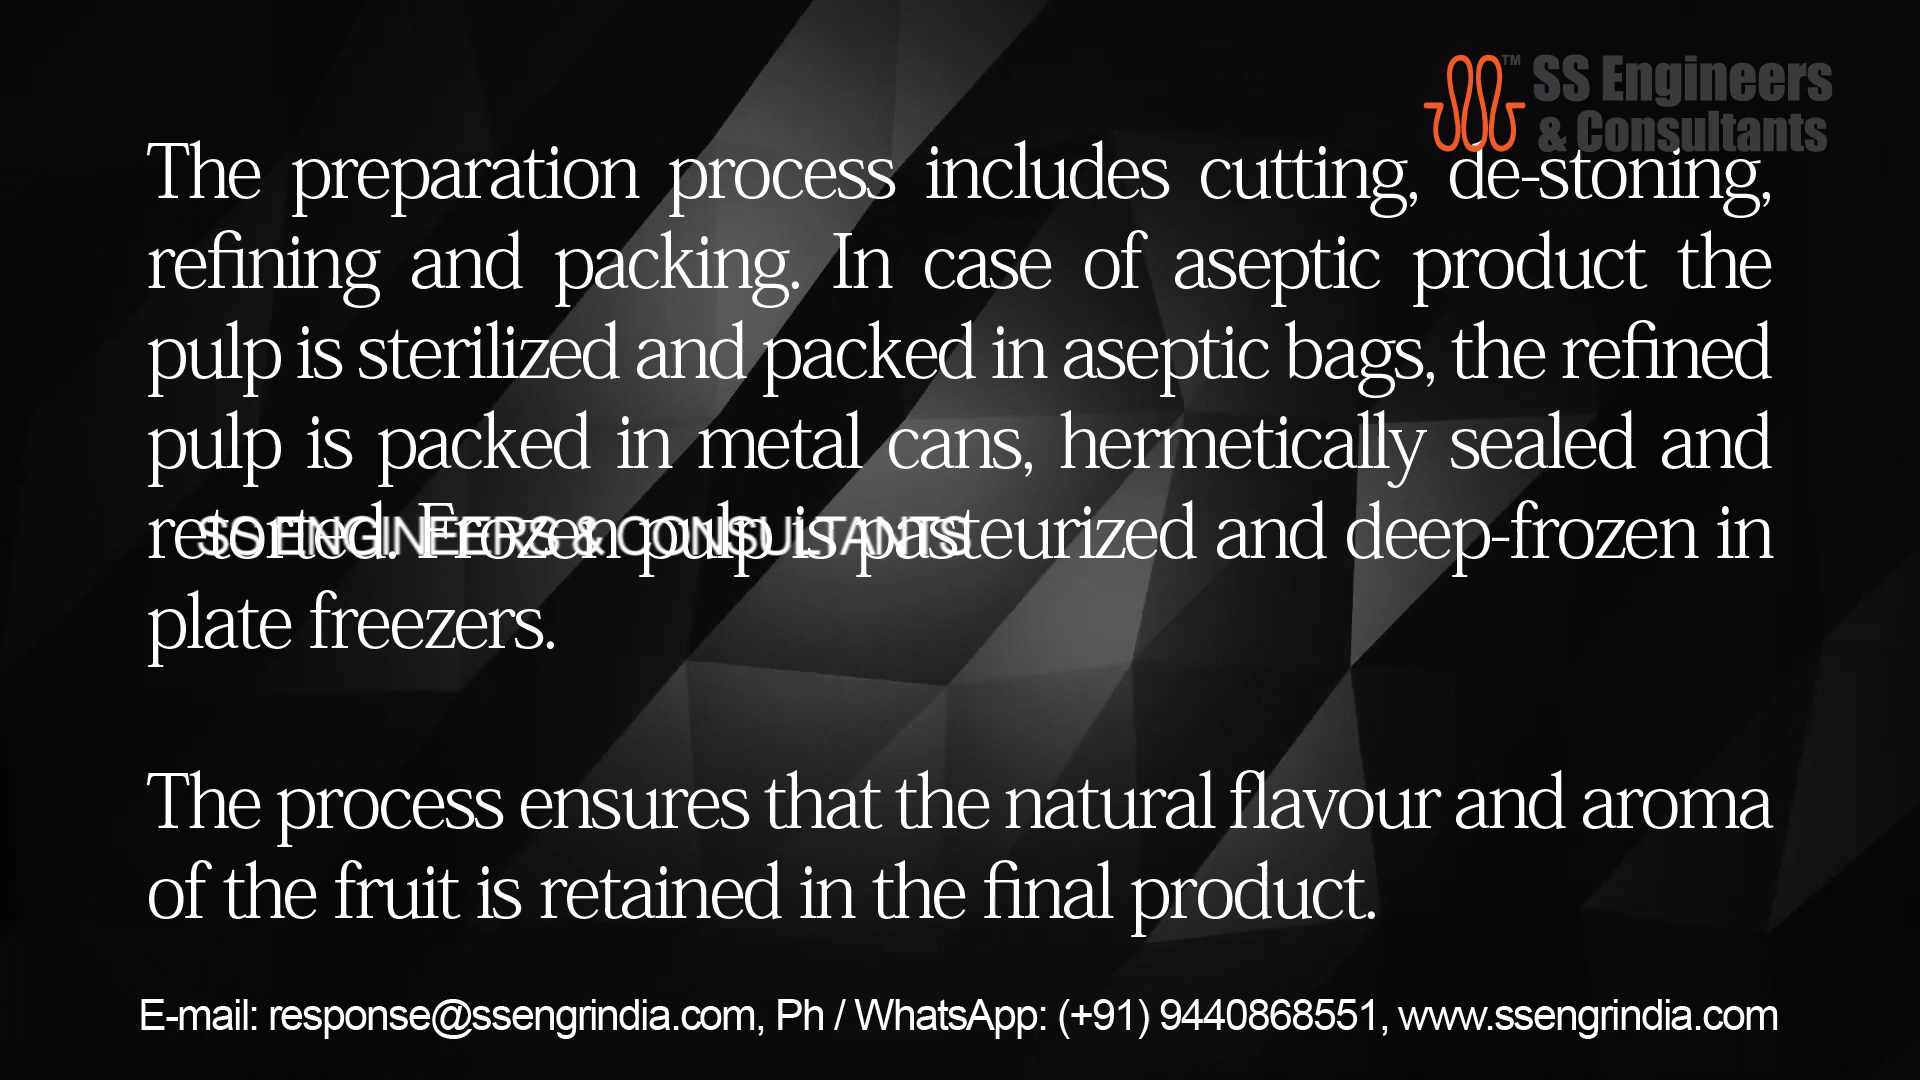 TM SS Engineers
& Consultants
The preparation process includes cutting, de-stoning,
refining and packing. In case of aseptic product the
pulp is sterilized and packed in aseptic bags, the refined
pulp is packed in metal cans, hermetically sealed and
retorted. Frozen pulp is pasteurized and deep-frozen in
SS ENGINEERS & CONSULTANTS
plate freezers.
The process ensures that the natural flavour and aroma
of the fruit is retained in the final product.
E-mail: response@ssengrindia.com, Ph / WhatsApp: (+91) 9440868551, www.ssengrindia.com